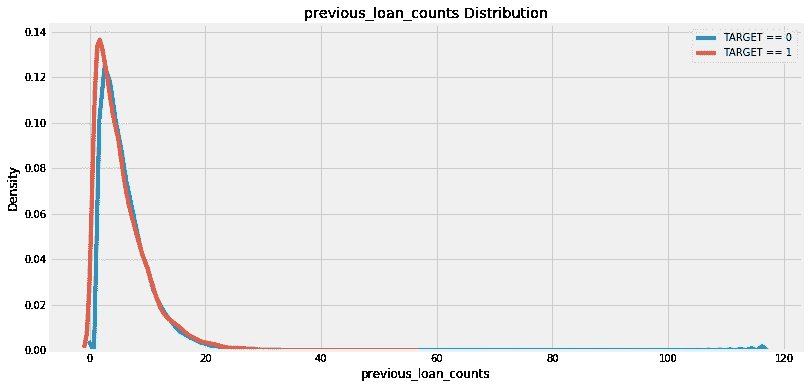 previous_loan_counts Distribution
TARGET == 0
TARGET == 1
Density
0.14
0.12
0.10
0.08
0.06
0.04
0.02
0.00
0 20 40 60 80 100 120
previous_loan_counts